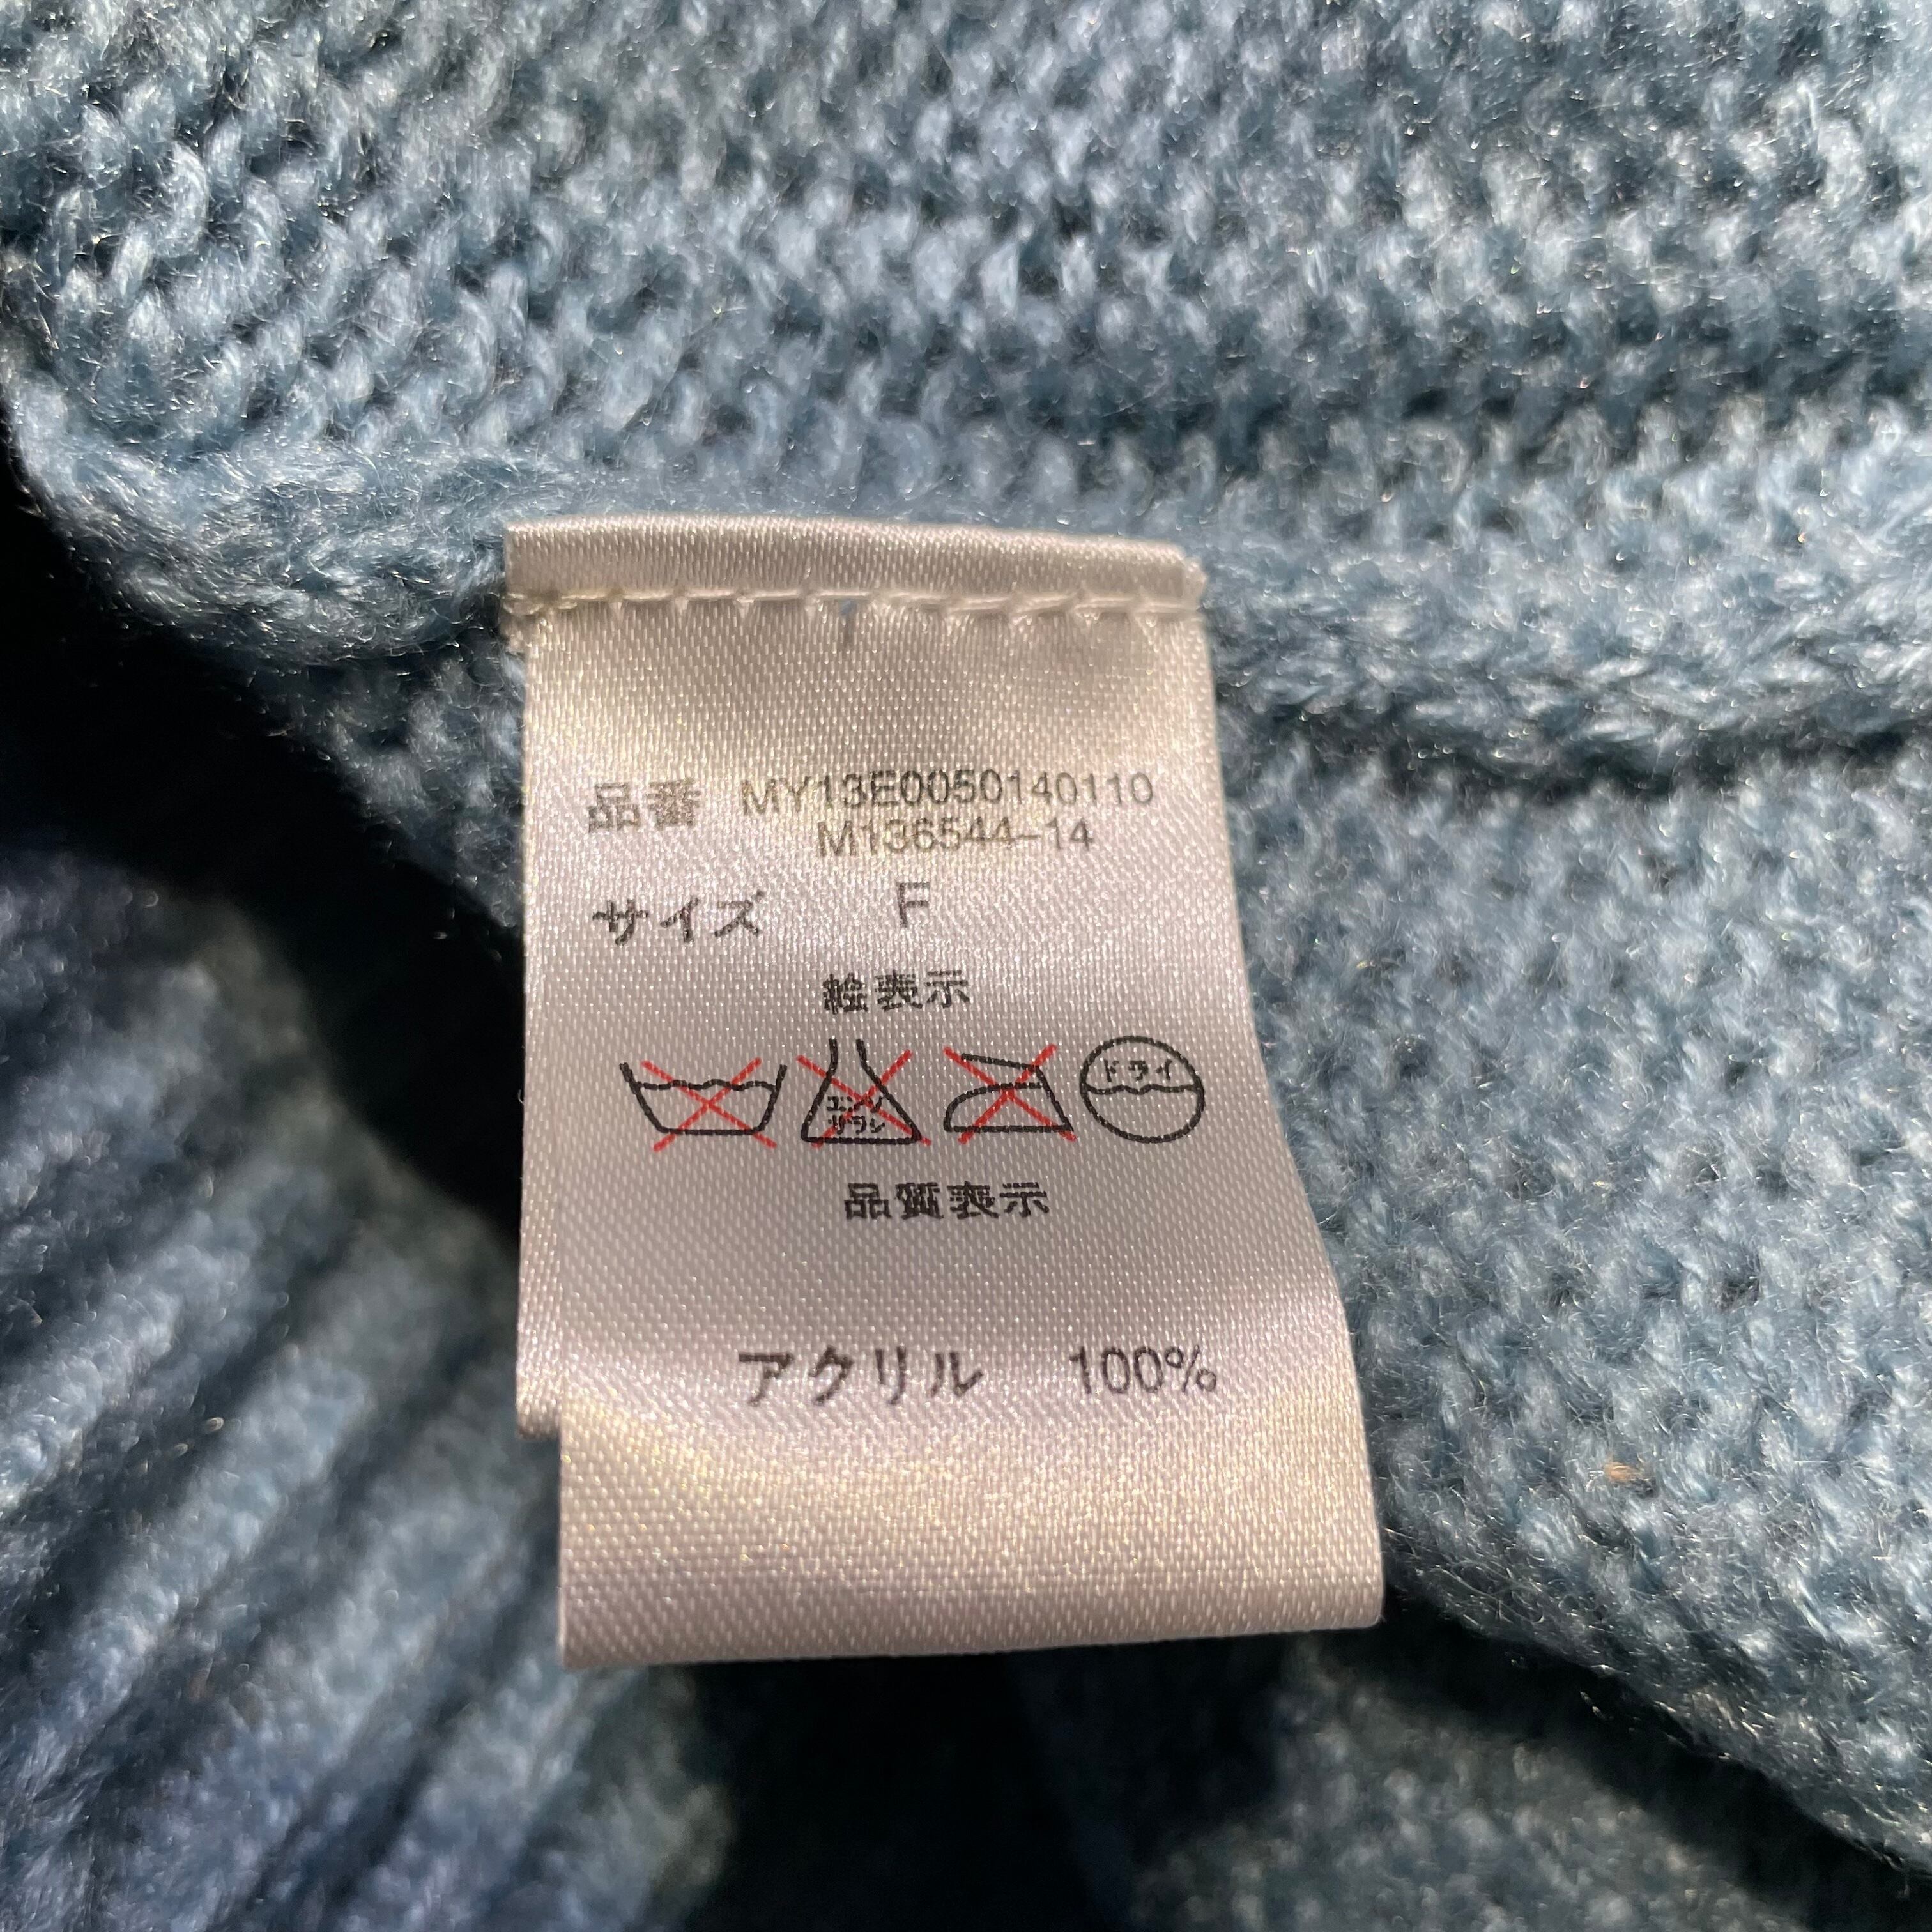 品番 MY13E0050140110
M136544-14
サイズ F
絵表示
エンソ
サラシ
ドライ
品質表示
アクリル 100%